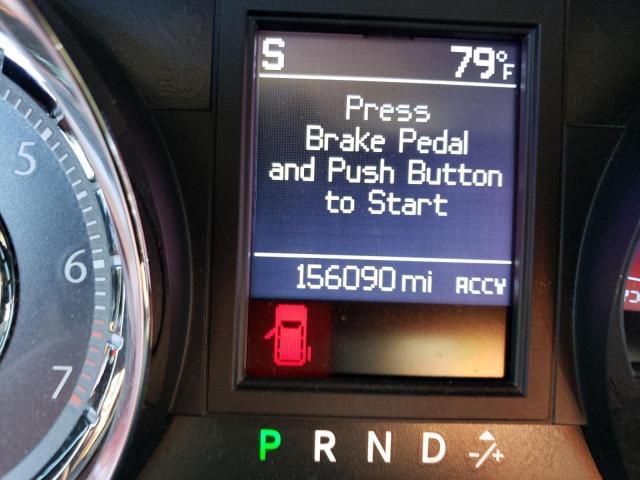 S 79°F
Press
Brake Pedal
and Push Button
to Start
156090 mi ACCY
5
6
7
P R N D -/+